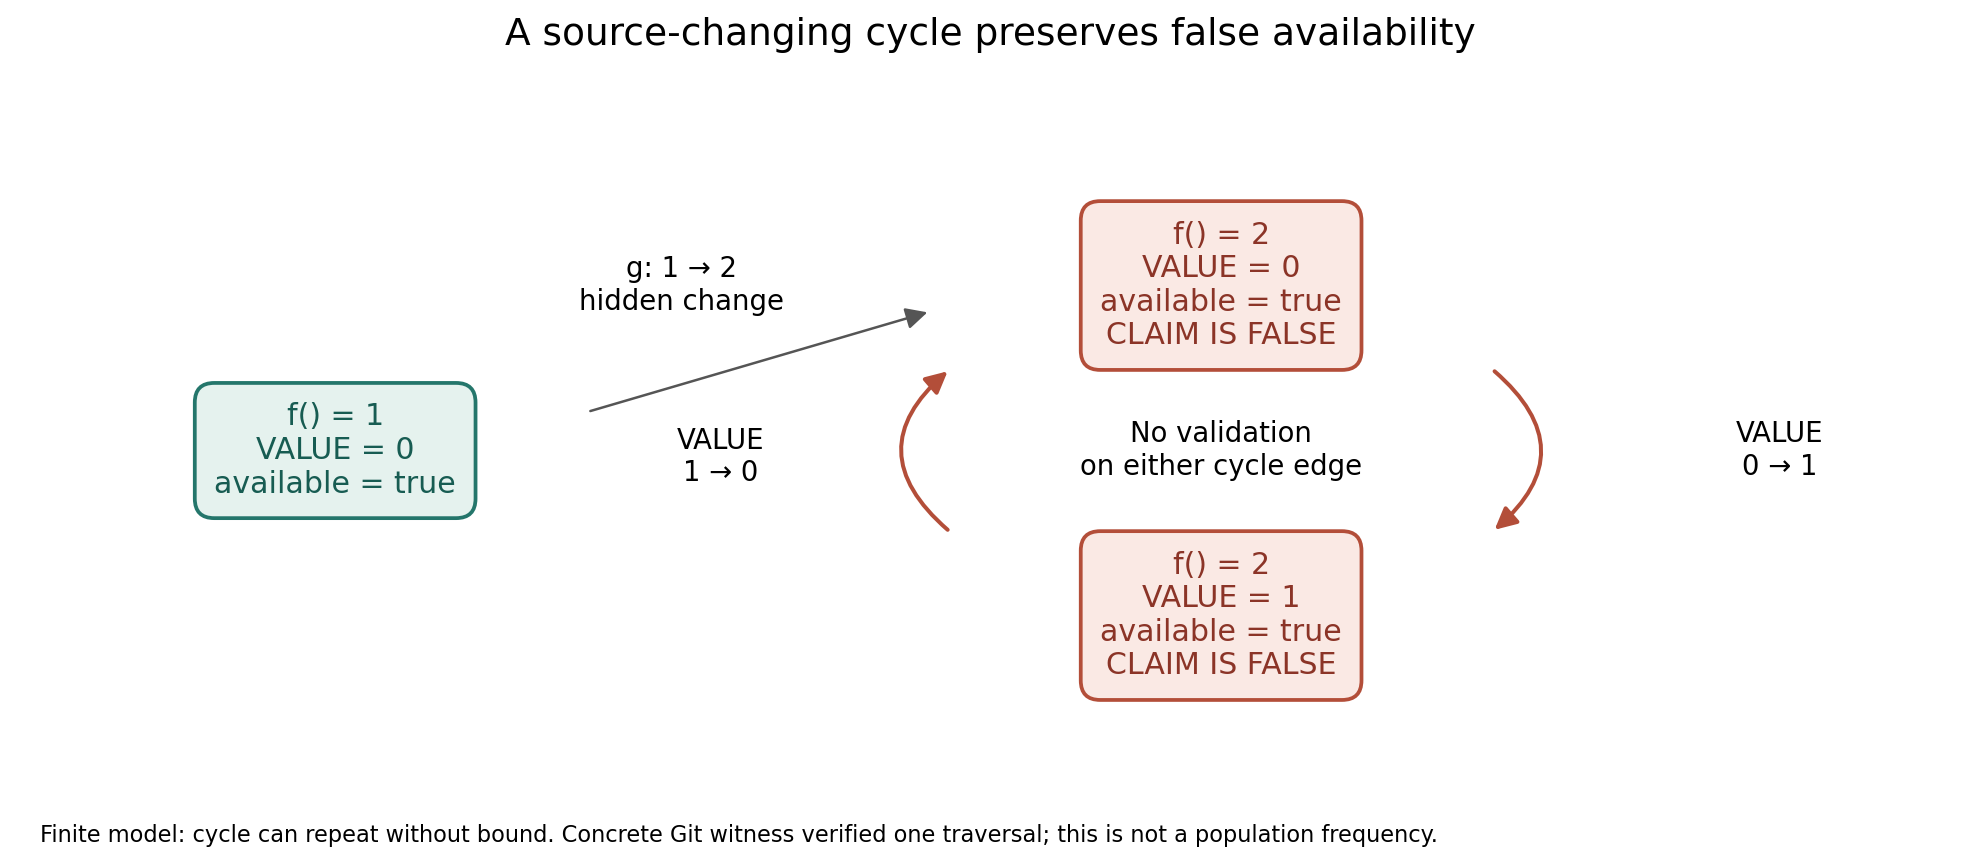 A source-changing cycle preserves false availability
g: 1 → 2
hidden change
f() = 1
VALUE = 0
available = true
VALUE
1 → 0
f() = 2
VALUE = 0
available = true
CLAIM IS FALSE
No validation
on either cycle edge
VALUE
0 → 1
f() = 2
VALUE = 1
available = true
CLAIM IS FALSE
Finite model: cycle can repeat without bound. Concrete Git witness verified one traversal; this is not a population frequency.